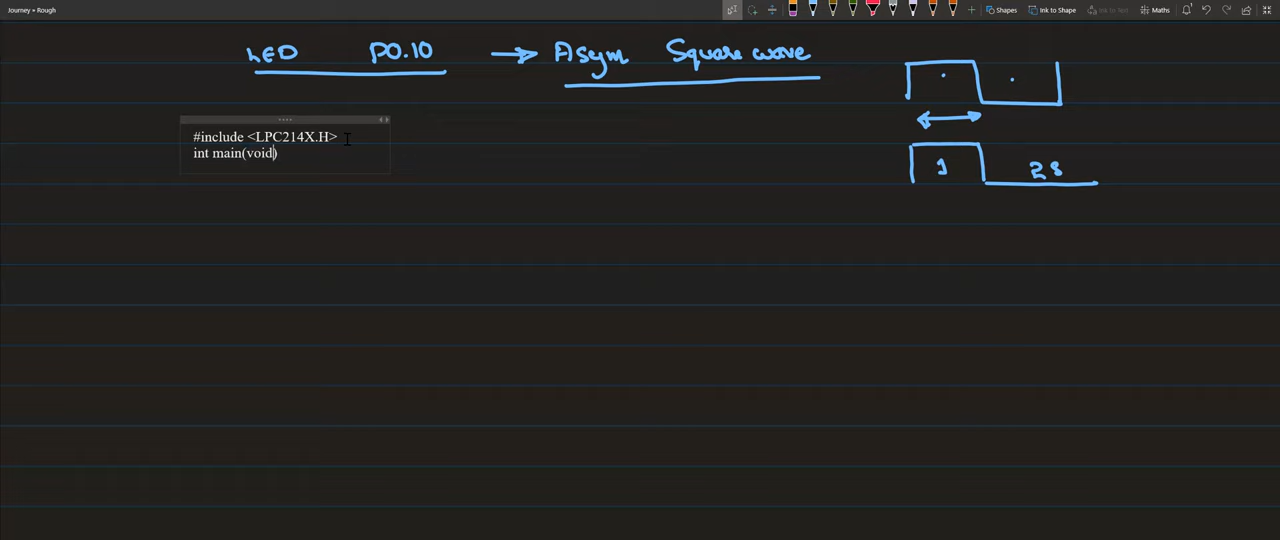 Journey + Rough
Shapes
Ink to Shape
Ink to Text
Maths
LED P0.10 → Asym Square wave
#include <LPC214X.H>
int main(void)
1 28